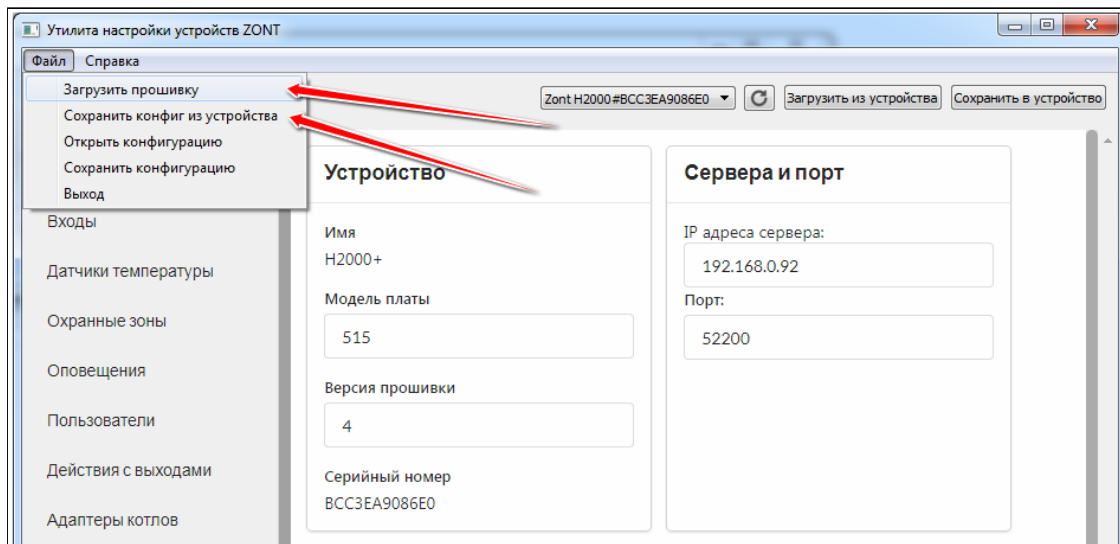 Утилита настройки устройств ZONT
Файл Справка
Загрузить прошивку
Сохранить конфиг из устройства
Открыть конфигурацию
Сохранить конфигурацию
Выход
Zont H2000#BCC3EA9086E0 Загрузить из устройства Сохранить в устройство
Входы
Датчики температуры
Охранные зоны
Оповещения
Пользователи
Действия с выходами
Адаптеры котлов
Устройство
Имя
H2000+
Модель платы
515
Версия прошивки
4
Серийный номер
BCC3EA9086E0
Сервера и порт
IP адреса сервера:
192.168.0.92
Порт:
52200